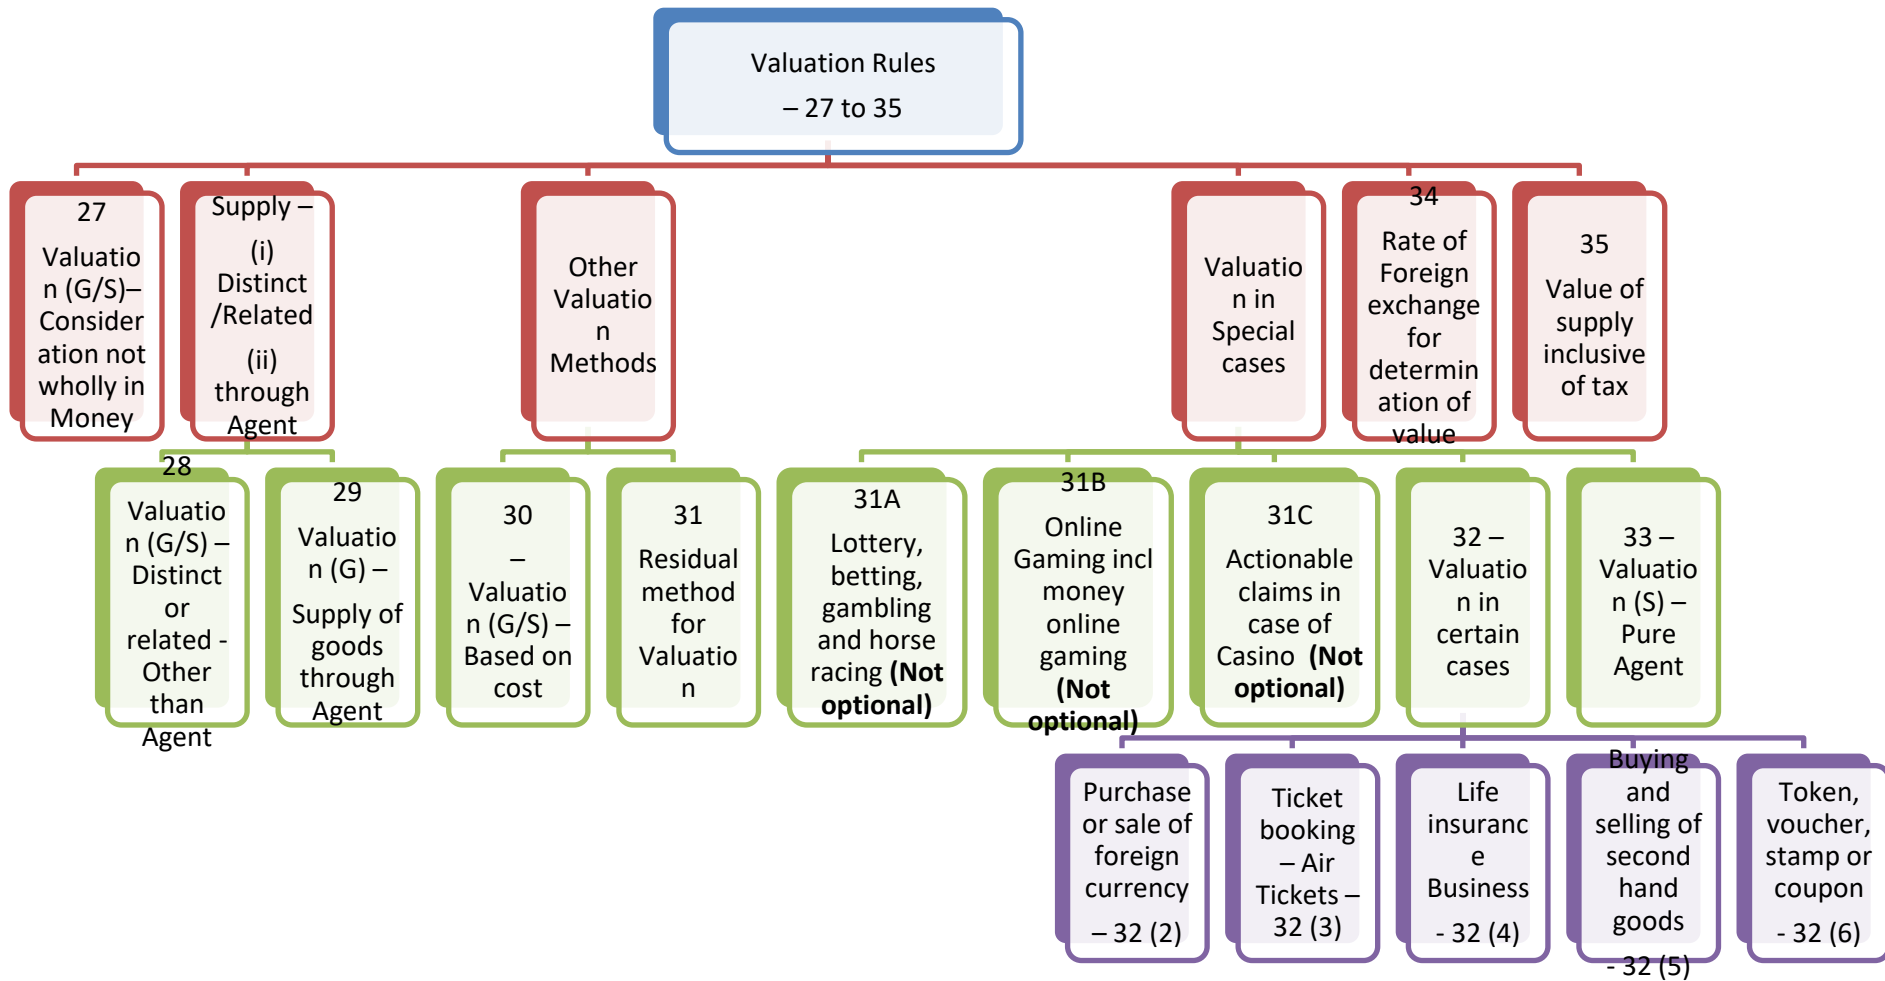 Valuation Rules
– 27 to 35
27
Valuatio
n (G/S)–
Consider
ation not
wholly in
Money
Supply –
(i)
Distinct
/Related
(ii)
through
Agent
Other
Valuatio
n
Methods
Valuatio
n in
Special
cases
34
Rate of
Foreign
exchange
for
determin
ation of
value
35
Value of
supply
inclusive
of tax
28
Valuatio
n (G/S) –
Distinct
or
related -
Other
than
Agent
29
Valuatio
n (G) –
Supply of
goods
through
Agent
30
–
Valuatio
n (G/S) –
Based on
cost
31
Residual
method
for
Valuatio
n
31A
Lottery,
betting,
gambling
and horse
racing (Not
optional)
31B
Online
Gaming incl
money
online
gaming
(Not
optional)
31C
Actionable
claims in
case of
Casino (Not
optional)
32 –
Valuatio
n in
certain
cases
33 –
Valuatio
n (S) –
Pure
Agent
Purchase
or sale of
foreign
currency
– 32 (2)
Ticket
booking
– Air
Tickets –
32 (3)
Life
insuranc
e
Business
- 32 (4)
Buying
and
selling of
second
hand
goods
- 32 (5)
Token,
voucher,
stamp or
coupon
- 32 (6)